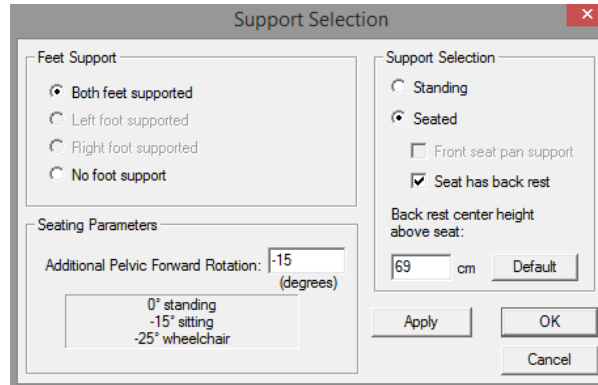 Support Selection
Feet Support
Both feet supported
Left foot supported
Right foot supported
No foot support
Seating Parameters
Additional Pelvic Forward Rotation: -15
(degrees)
0° standing
-15° sitting
-25° wheelchair
Support Selection
Standing
Seated
Front seat pan support
Seat has back rest
Back rest center height
above seat:
69 cm Default
Apply OK
Cancel